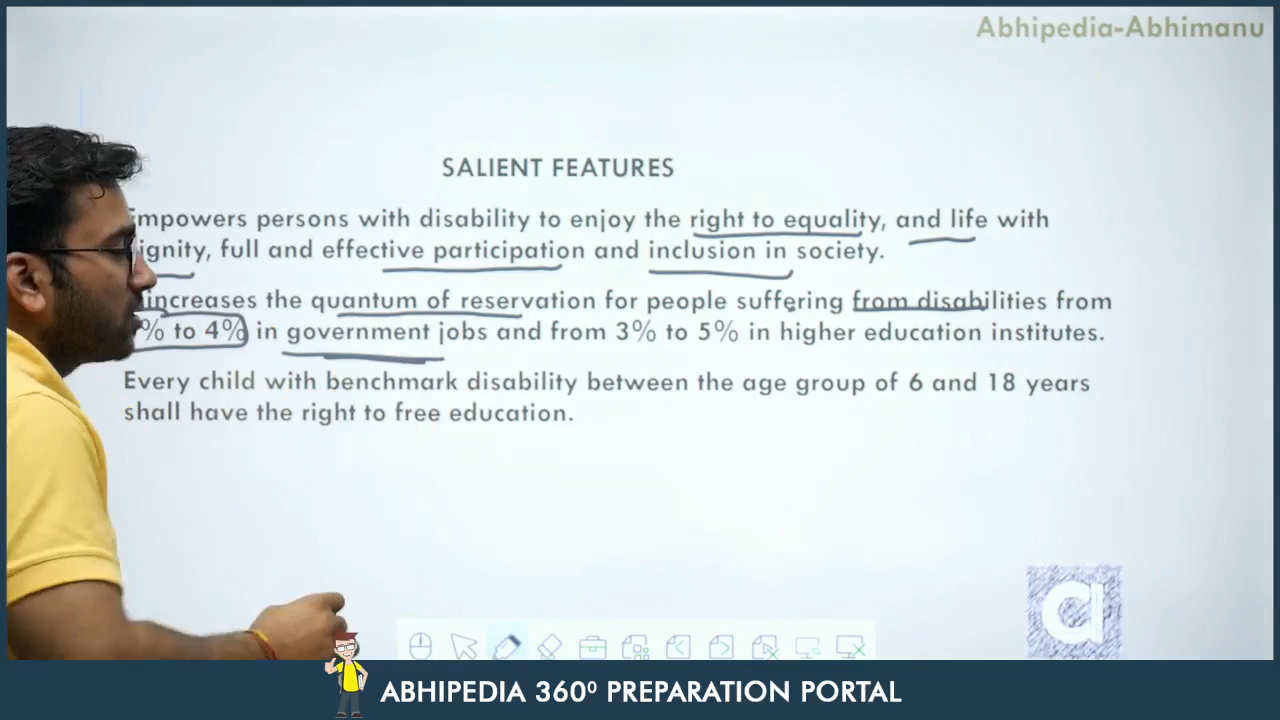 Abhipedia-Abhimanu
SALIENT FEATURES
Empowers persons with disability to enjoy the right to equality, and life with
dignity, full and effective participation and inclusion in society.
increases the quantum of reservation for people suffering from disabilities from
% to 4% in government jobs and from 3% to 5% in higher education institutes.
Every child with benchmark disability between the age group of 6 and 18 years
shall have the right to free education.
a
ABHIPEDIA 360⁰ PREPARATION PORTAL